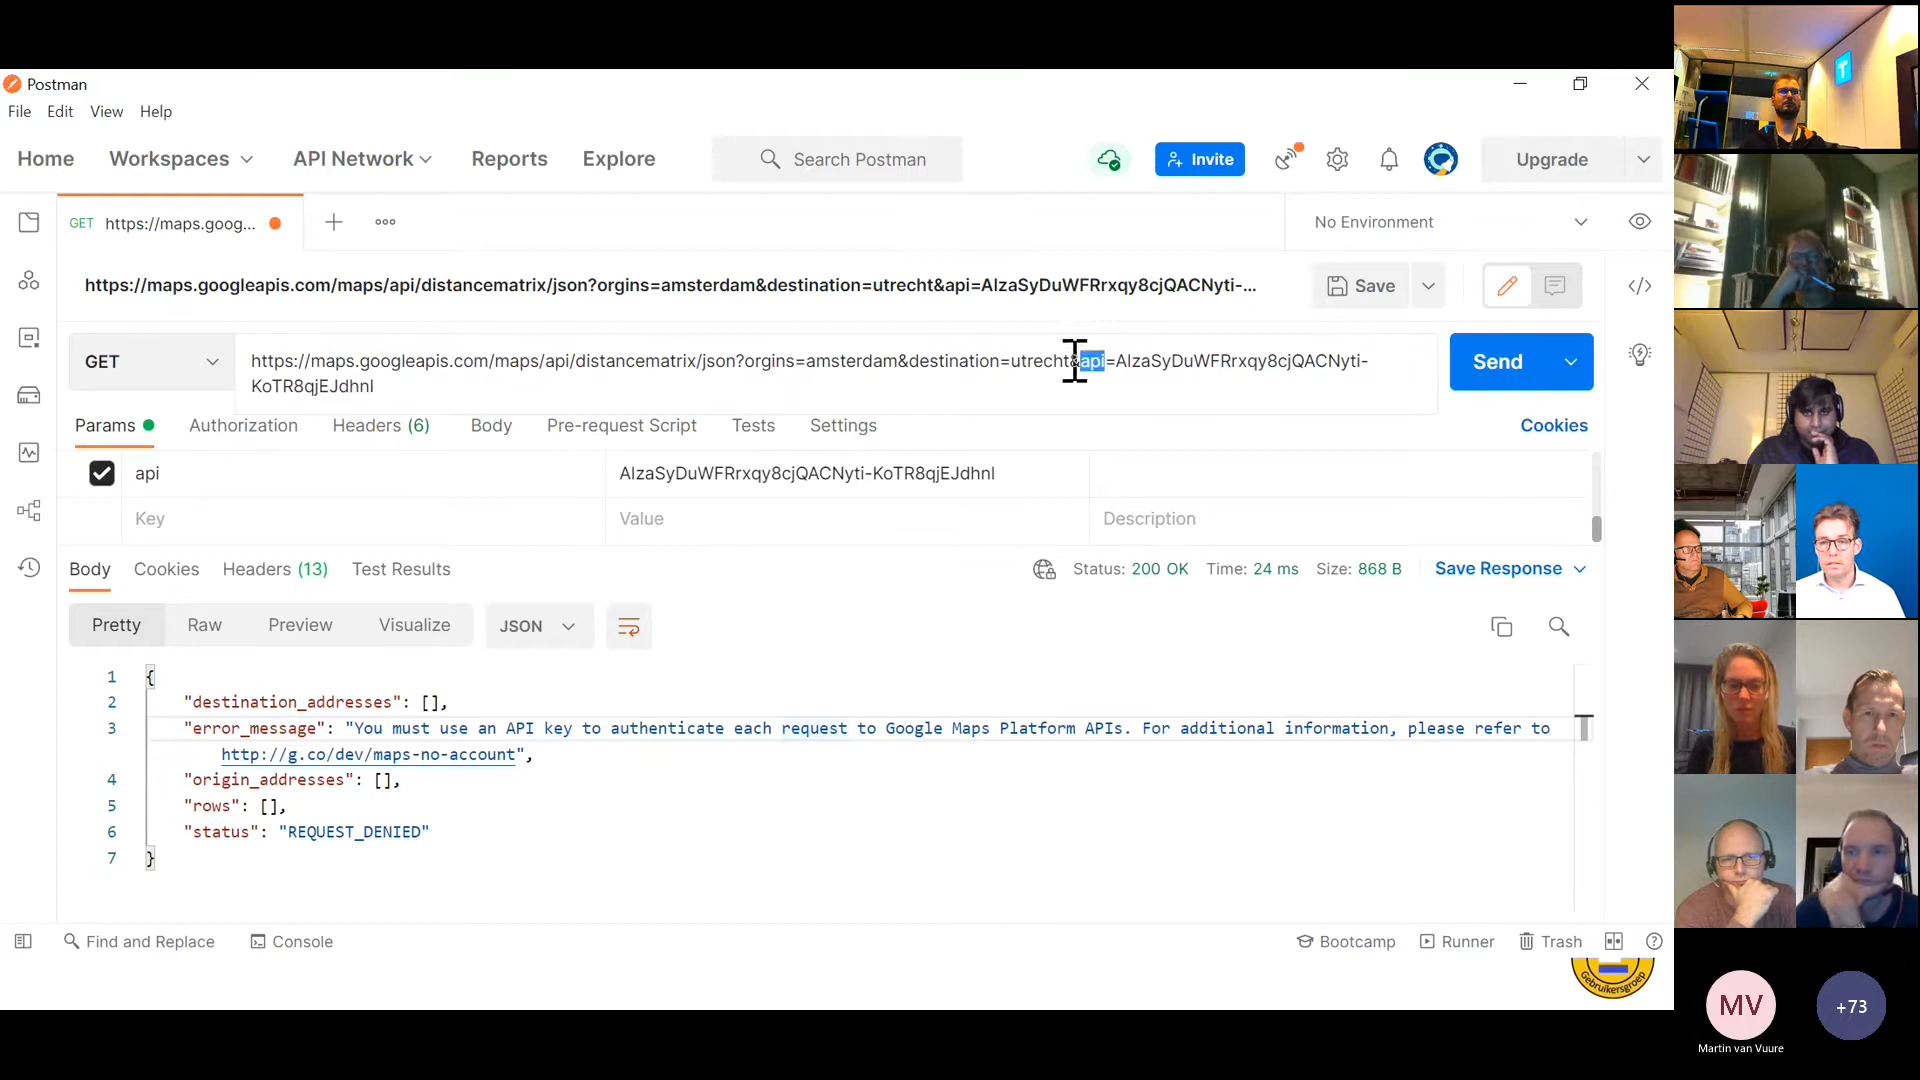 Postman
File Edit View Help
Home Workspaces API Network Reports Explore Search Postman Invite Upgrade
GET https://maps.goog... No Environment
https://maps.googleapis.com/maps/api/distancematrix/json?orgins=amsterdam&destination=utrecht&api=AIzaSyDuWFRrxqy8cjQACNyti-... Save
GET https://maps.googleapis.com/maps/api/distancematrix/json?orgins=amsterdam&destination=utrecht&api=AIzaSyDuWFRrxqy8cjQACNyti-
KoTR8qjEJdhnI
Send
Params Authorization Headers (6) Body Pre-request Script Tests Settings Cookies
api AIzaSyDuWFRrxqy8cjQACNyti-KoTR8qjEJdhnI
Key Value Description
Body Cookies Headers (13) Test Results Status: 200 OK Time: 24 ms Size: 868 B Save Response
Pretty Raw Preview Visualize JSON
1 {
2 "destination_addresses": [],
3 "error_message": "You must use an API key to authenticate each request to Google Maps Platform APIs. For additional information, please refer to
http://g.co/dev/maps-no-account",
4 "origin_addresses": [],
5 "rows": [],
6 "status": "REQUEST_DENIED"
7 }
Find and Replace Console Bootcamp Runner Trash
Gebruikersgroep
MV +73
Martin van Vuure